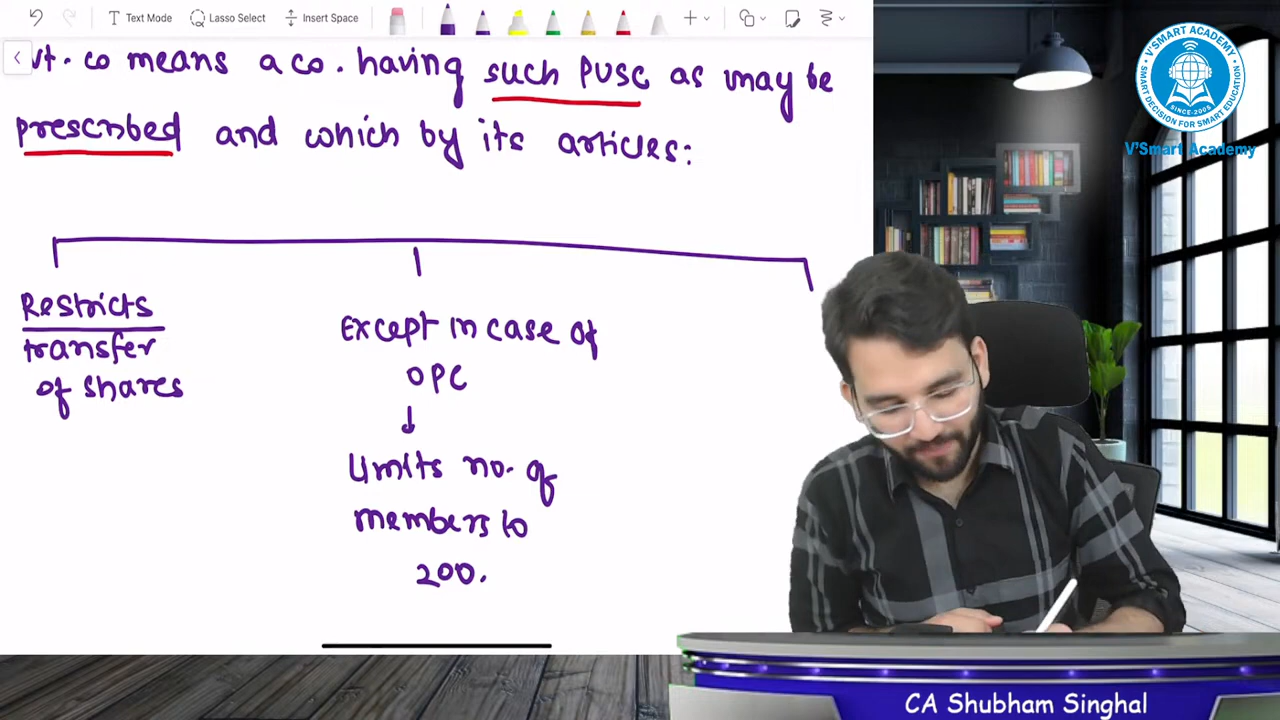 Text Mode
Lasso Select
Insert Space
vt. co means a co. having such PUSC as may be
prescribed and which by its articles:
Restricts
transfer
of shares
Except in case of
OPC
Limits no. of
members to
200.
V'SMART ACADEMY
SMART DECISION FOR SMART EDUCATION
SINCE-2005
V'Smart Academy
CA Shubham Singhal